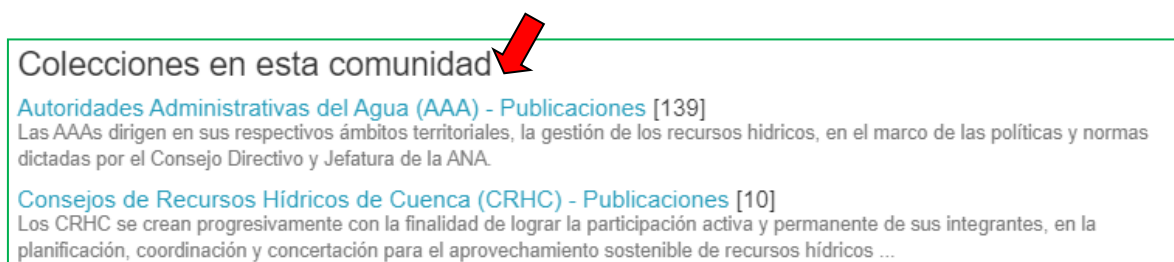 Colecciones en esta comunidad
Autoridades Administrativas del Agua (AAA) - Publicaciones [139]
Las AAAs dirigen en sus respectivos ámbitos territoriales, la gestión de los recursos hidricos, en el marco de las políticas y normas
dictadas por el Consejo Directivo y Jefatura de la ANA.
Consejos de Recursos Hídricos de Cuenca (CRHC) - Publicaciones [10]
Los CRHC se crean progresivamente con la finalidad de lograr la participación activa y permanente de sus integrantes, en la
planificación, coordinación y concertación para el aprovechamiento sostenible de recursos hídricos ...